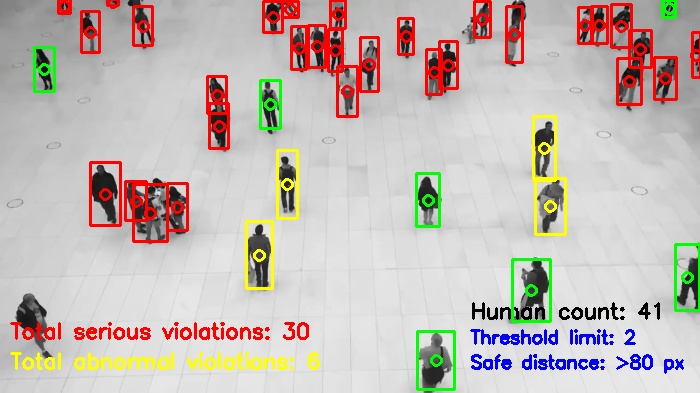 Human count: 41
Total serious violations: 30
Threshold limit: 2
Total abnormal violations: 6
Safe distance: >80 px